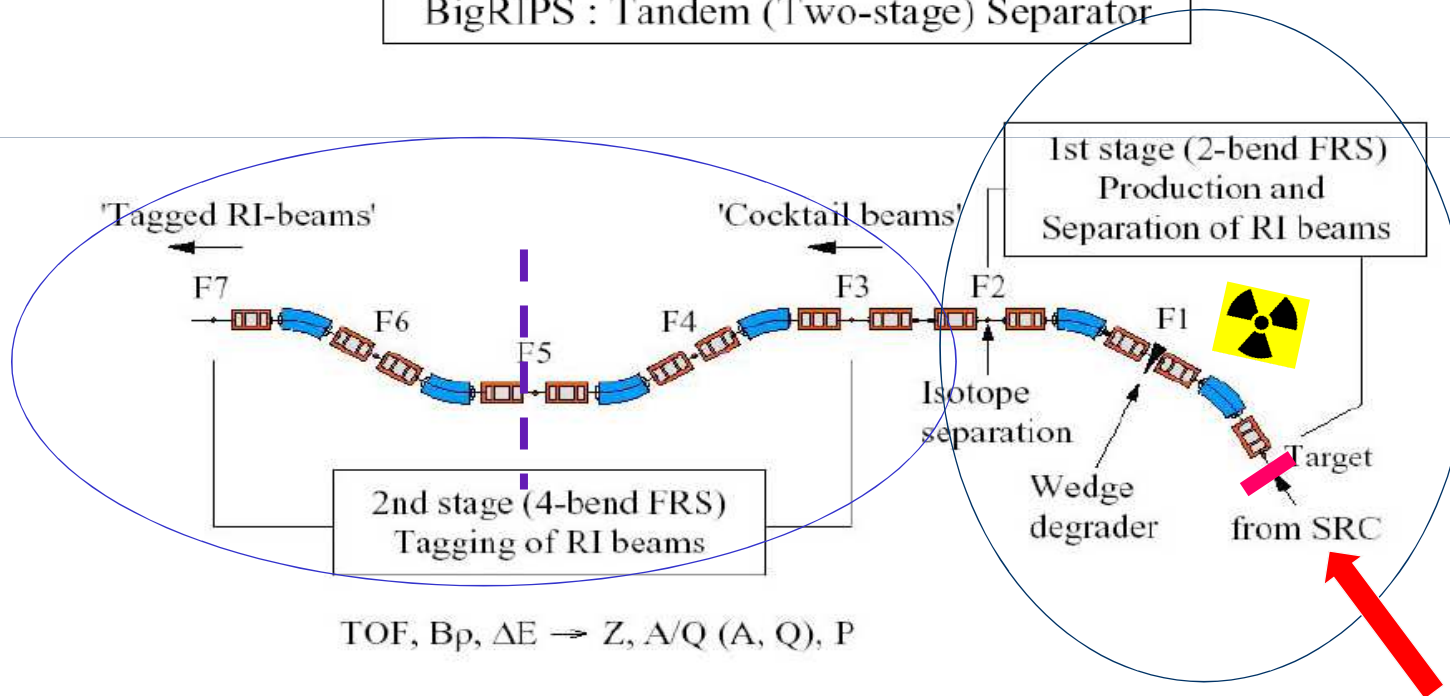 BigRIPS : Tandem (Two-stage) Separator
1st stage (2-bend FRS)
Production and
Separation of RI beams
'Tagged RI-beams'
'Cocktail beams'
F7
F6
F5
F4
F3
F2
F1
Isotope
separation
Wedge
degrader
Target
from SRC
2nd stage (4-bend FRS)
Tagging of RI beams
TOF, Bρ, ΔE → Z, A/Q (A, Q), P